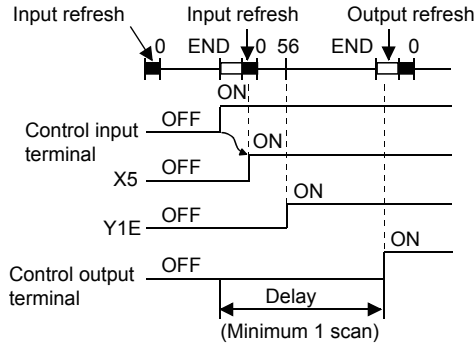 Input refresh Input refresh Output refresh
0 END 0 56 END 0
ON
OFF
Control input
terminal
ON
OFF
X5
ON
OFF
Y1E
ON
OFF
Control output
terminal
Delay
(Minimum 1 scan)